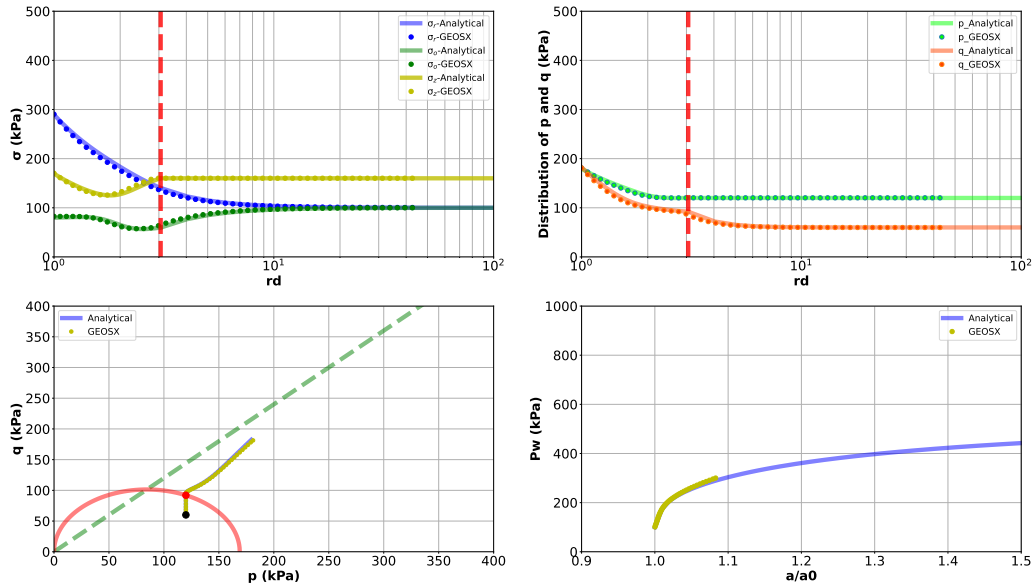 500
400
300
200
100
0
σ (kPa)
10⁰
10¹
10²
rd
σᵣ-Analytical
σᵣ-GEOSX
σₒ-Analytical
σₒ-GEOSX
σ_z-Analytical
σ_z-GEOSX
500
400
300
200
100
0
Distribution of p and q (kPa)
10⁰
10¹
10²
rd
p_Analytical
p_GEOSX
q_Analytical
q_GEOSX
400
350
300
250
200
150
100
50
0
q (kPa)
0 50 100 150 200 250 300 350 400
p (kPa)
Analytical
GEOSX
1000
800
600
400
200
0
Pw (kPa)
0.9 1.0 1.1 1.2 1.3 1.4 1.5
a/a0
Analytical
GEOSX